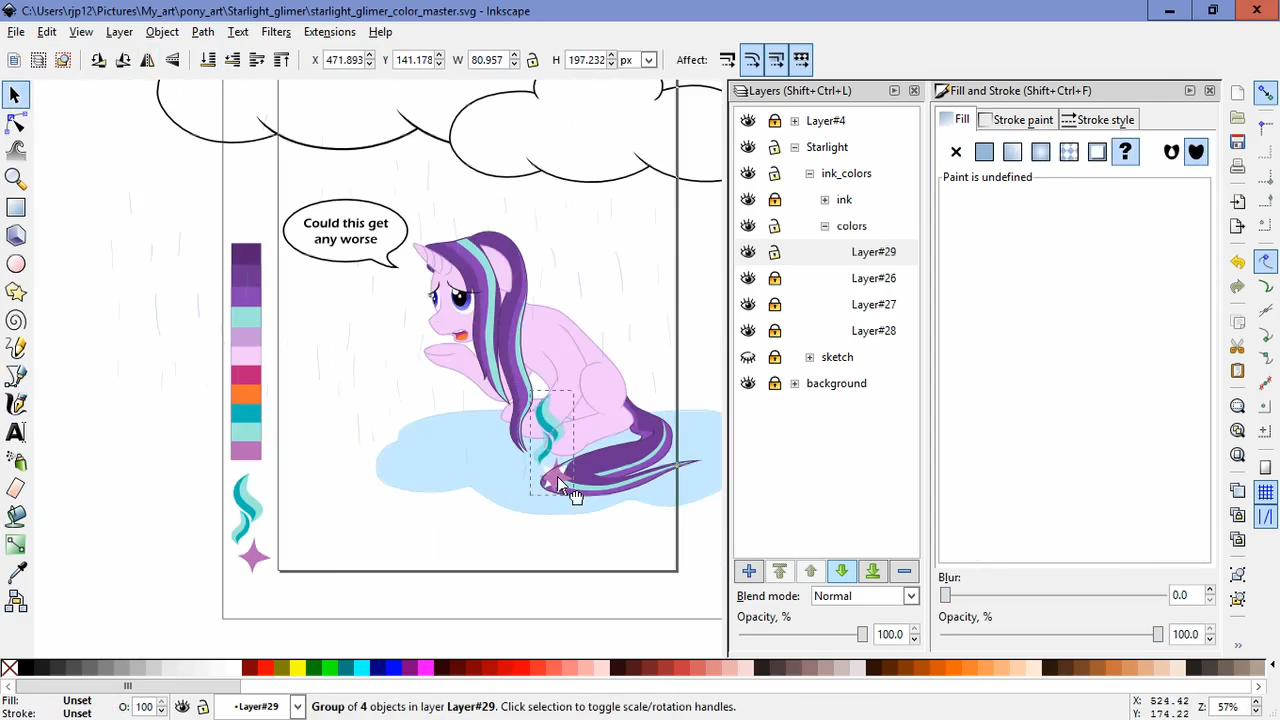 C:\Users\rjp12\Pictures\My_art\pony_art\Starlight_glimer\starlight_glimer_color_master.svg - Inkscape
File Edit View Layer Object Path Text Filters Extensions Help
X 471.893 Y 141.178 W 80.957 H 197.232 px Affect:
Layers (Shift+Ctrl+L)
Fill and Stroke (Shift+Ctrl+F)
Layer#4
Starlight
ink_colors
ink
colors
Layer#29
Layer#26
Layer#27
Layer#28
sketch
background
Fill Stroke paint Stroke style
?
Paint is undefined
Could this get
any worse
Blend mode: Normal
Opacity, % 100.0
Blur:
0.0
Opacity, %
100.0
Fill: Unset
Stroke: Unset
O: 100
•Layer#29
Group of 4 objects in layer Layer#29. Click selection to toggle scale/rotation handles.
X: 524.42
Y: 174.22
Z: 57%